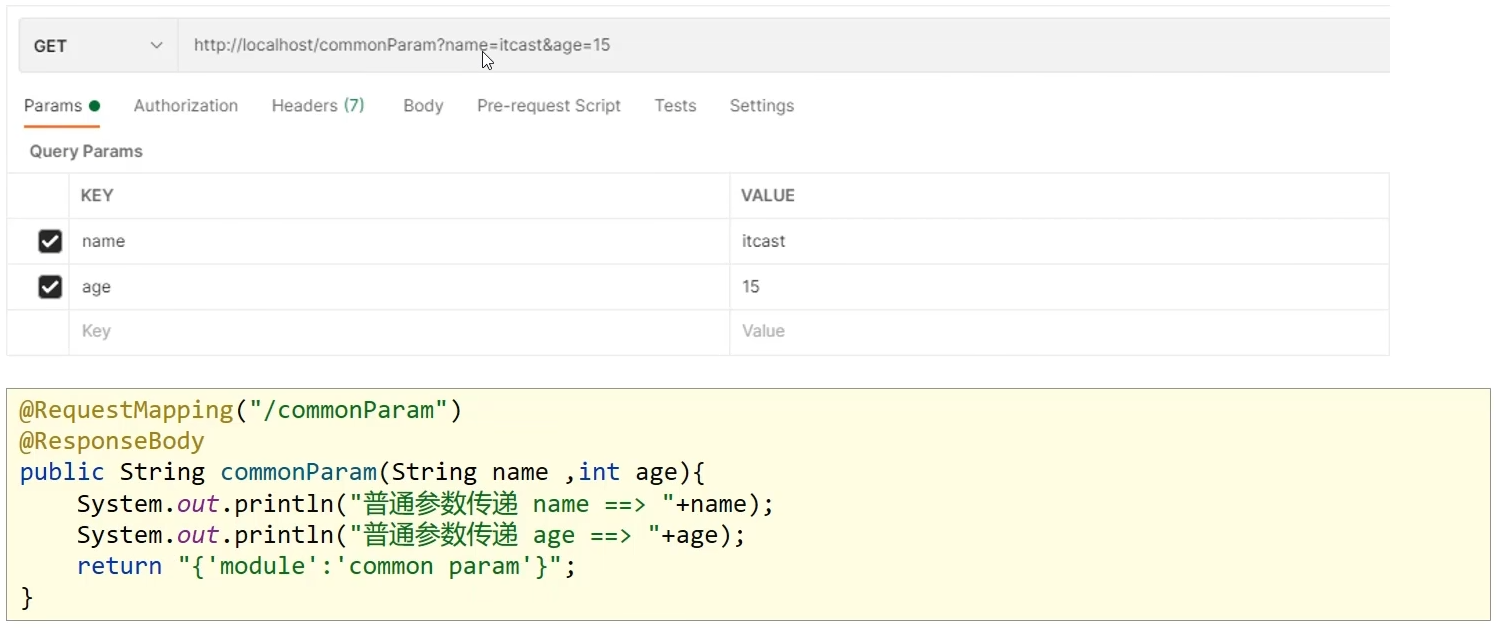 GET http://localhost/commonParam?name=itcast&age=15
Params Authorization Headers (7) Body Pre-request Script Tests Settings
Query Params
KEY VALUE
name itcast
age 15
Key Value
@RequestMapping("/commonParam")
@ResponseBody
public String commonParam(String name ,int age){
    System.out.println("普通参数传递 name ==> "+name);
    System.out.println("普通参数传递 age ==> "+age);
    return "{'module':'common param'}";
}